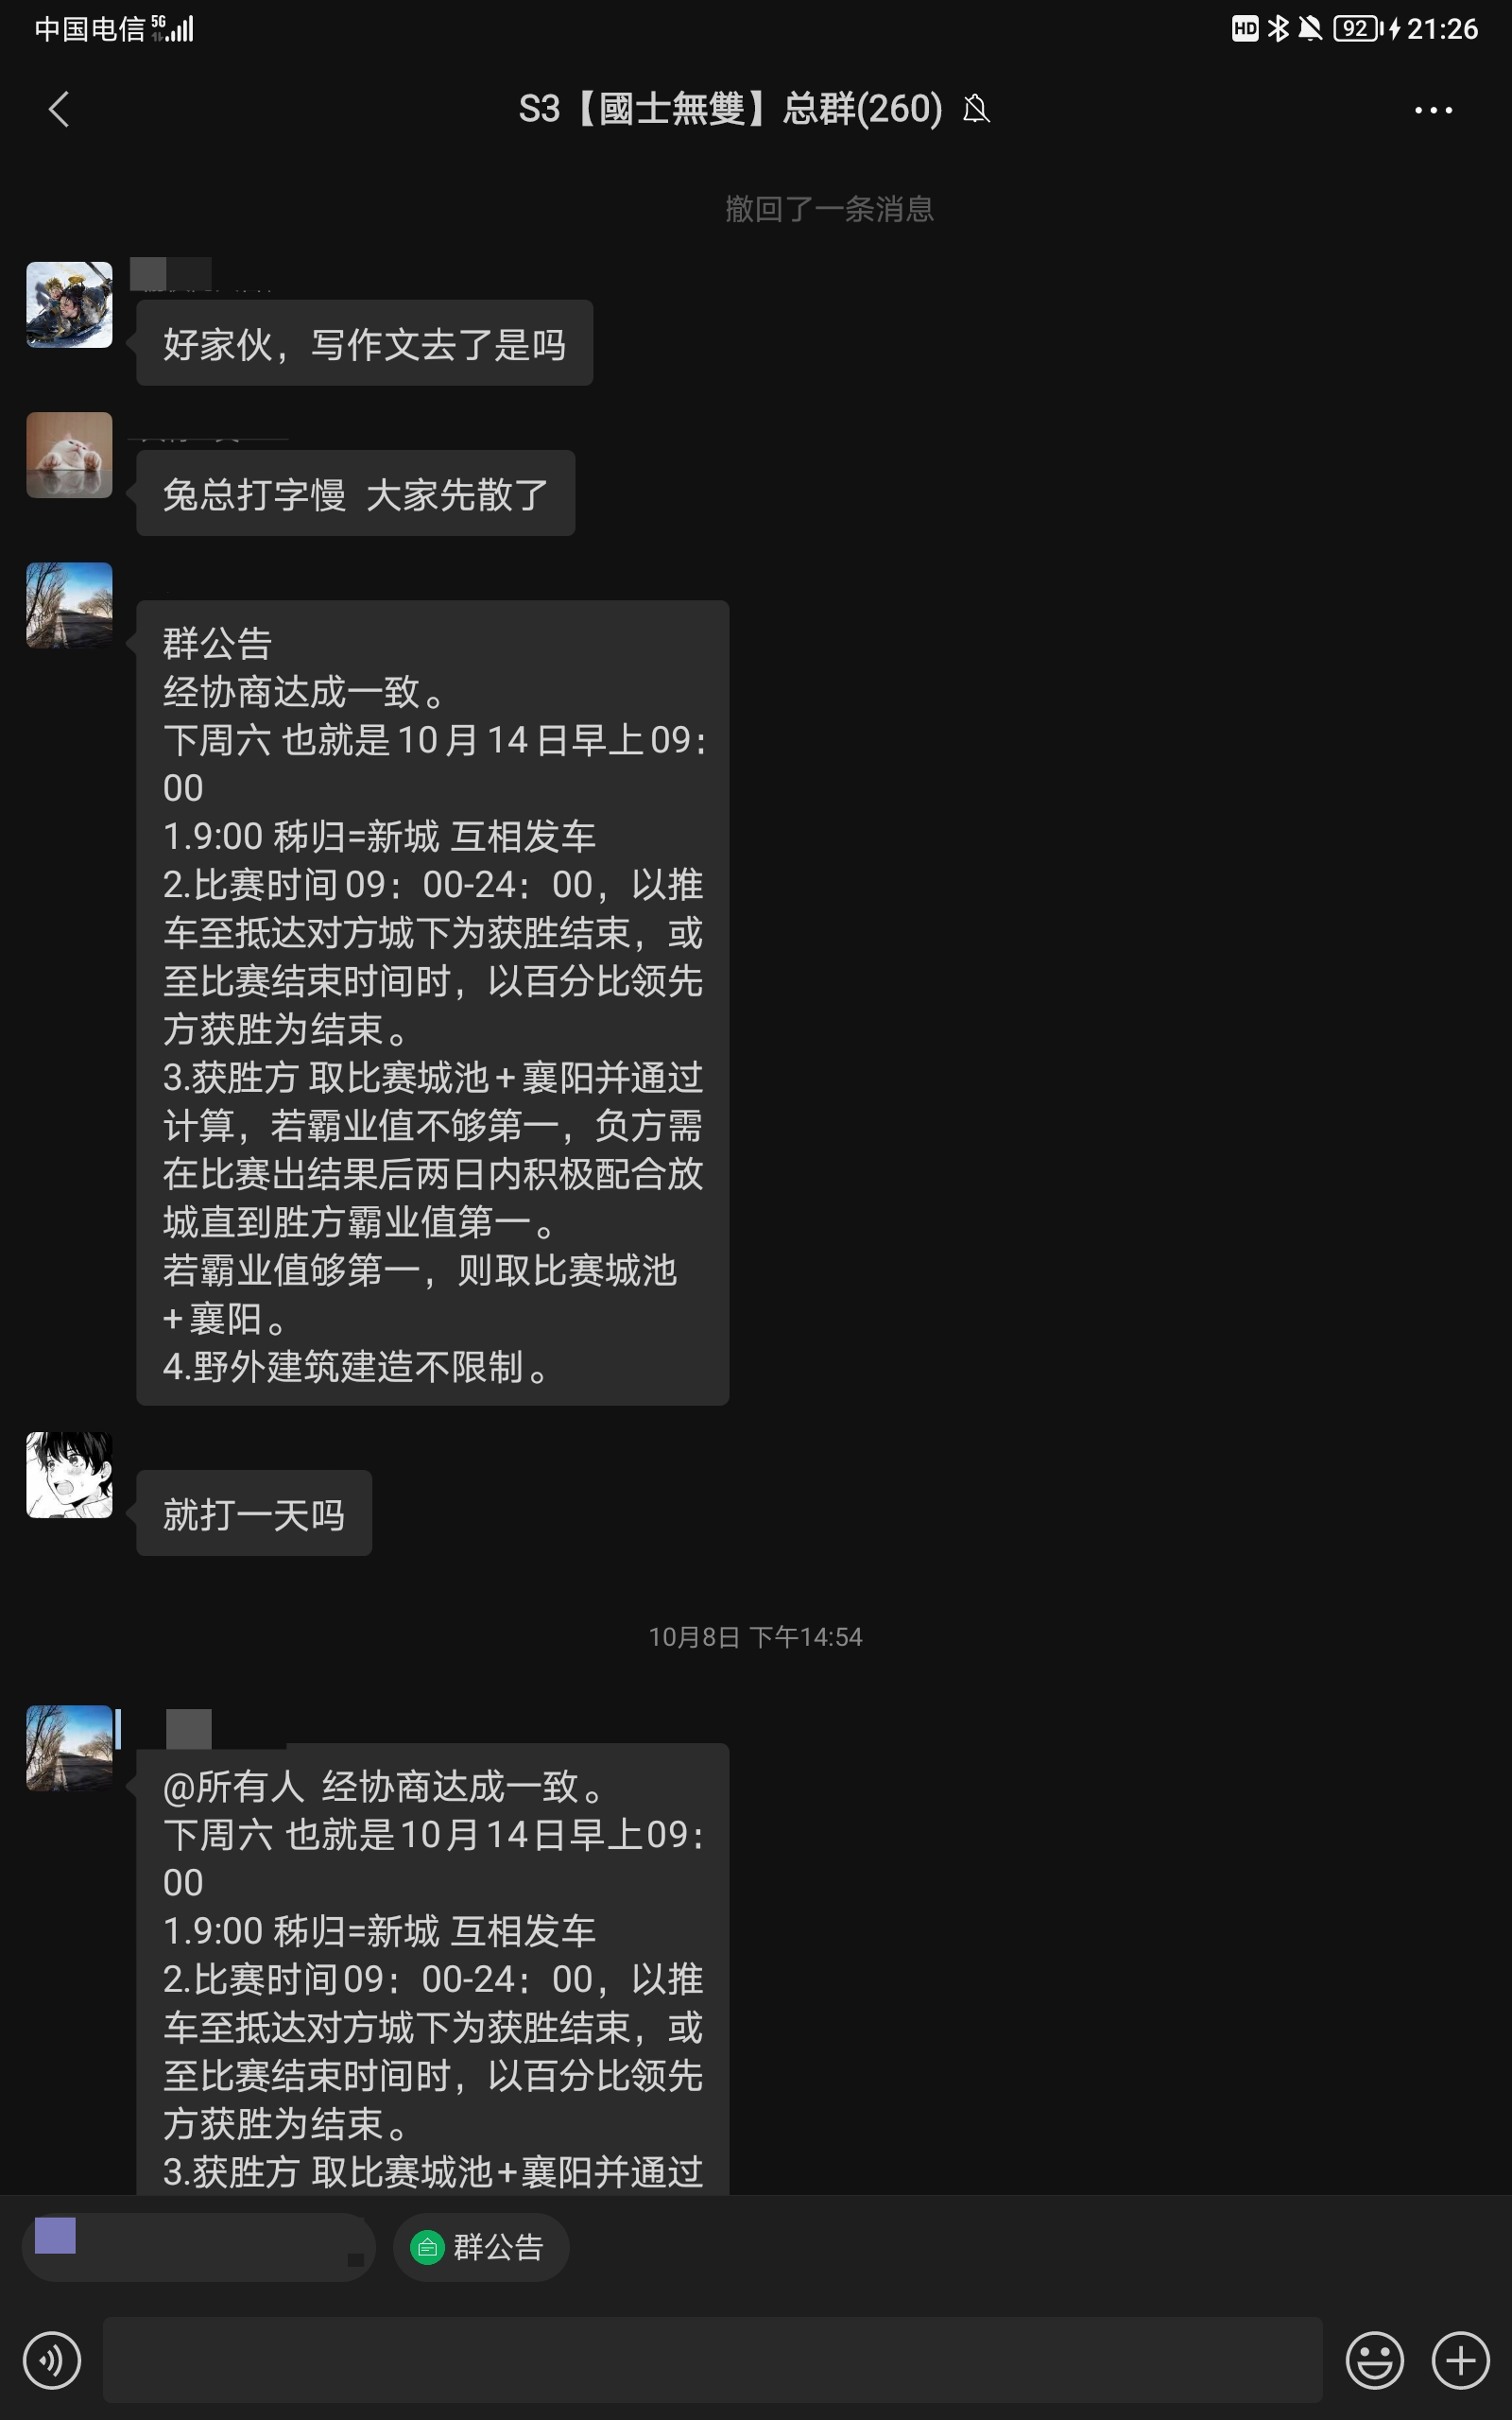 中国电信 5G HD 92 21:26
S3【國士無雙】总群(260)
撤回了一条消息
好家伙，写作文去了是吗
兔总打字慢 大家先散了
群公告
经协商达成一致。
下周六 也就是10月14日早上09：
00
1.9:00 秭归=新城 互相发车
2.比赛时间09：00-24：00，以推
车至抵达对方城下为获胜结束，或
至比赛结束时间时，以百分比领先
方获胜为结束。
3.获胜方 取比赛城池+襄阳并通过
计算，若霸业值不够第一，负方需
在比赛出结果后两日内积极配合放
城直到胜方霸业值第一。
若霸业值够第一，则取比赛城池
+襄阳。
4.野外建筑建造不限制。
就打一天吗
10月8日 下午14:54
@所有人 经协商达成一致。
下周六 也就是10月14日早上09：
00
1.9:00 秭归=新城 互相发车
2.比赛时间09：00-24：00，以推
车至抵达对方城下为获胜结束，或
至比赛结束时间时，以百分比领先
方获胜为结束。
3.获胜方 取比赛城池+襄阳并通过
群公告